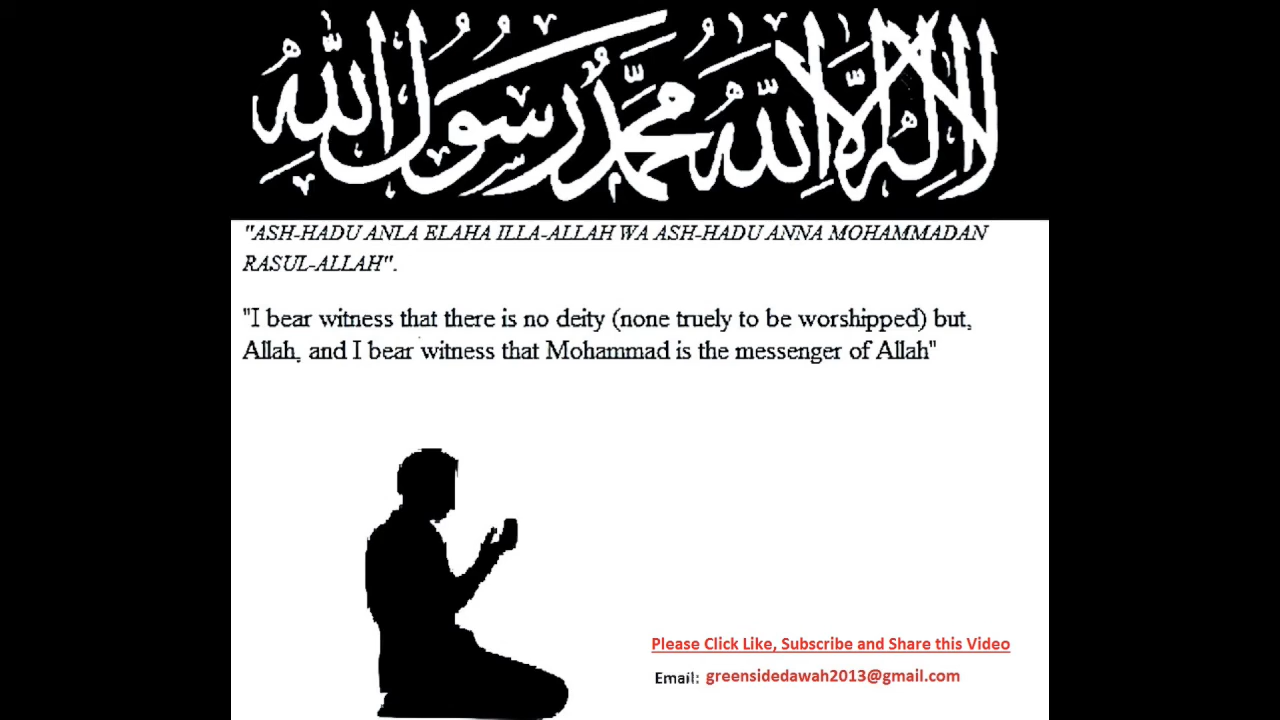 لا إله إلا الله محمد رسول الله
"ASH-HADU ANLA ELAHA ILLA-ALLAH WA ASH-HADU ANNA MOHAMMADAN
RASUL-ALLAH".
"I bear witness that there is no deity (none truely to be worshipped) but,
Allah, and I bear witness that Mohammad is the messenger of Allah"
Please Click Like, Subscribe and Share this Video
Email: greensidedawah2013@gmail.com